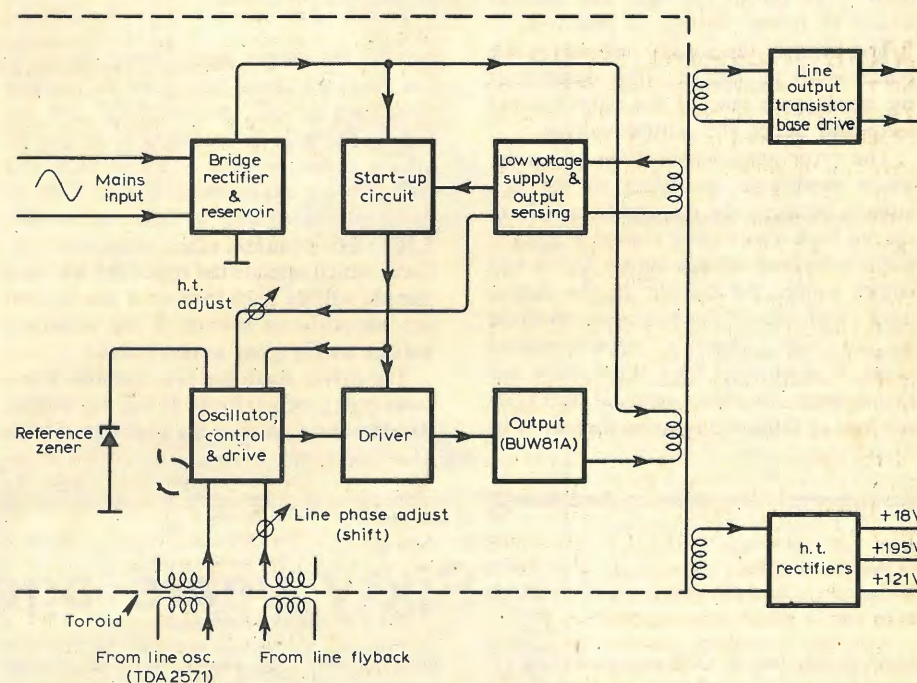 Line
output
transistor
base drive
Bridge
rectifier
&
reservoir
Mains
input
Start-up
circuit
Low voltage
supply &
output
sensing
h.t.
adjust
Reference
zener
Oscillator,
control
& drive
Driver
Output
(BUW81A)
Line phase adjust
(shift)
h.t.
rectifiers
+18V
+195V
+121V
Toroid
From line osc.
(TDA2571)
From line flyback